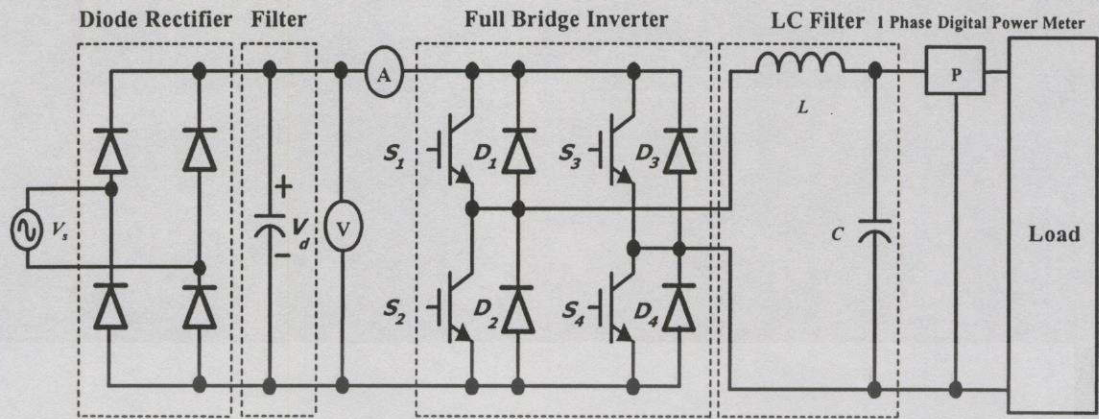 Diode Rectifier
Filter
Full Bridge Inverter
LC Filter
1 Phase Digital Power Meter
A
P
L
S1
D1
S3
D3
+
Vs
Vd
V
−
C
Load
S2
D2
S4
D4